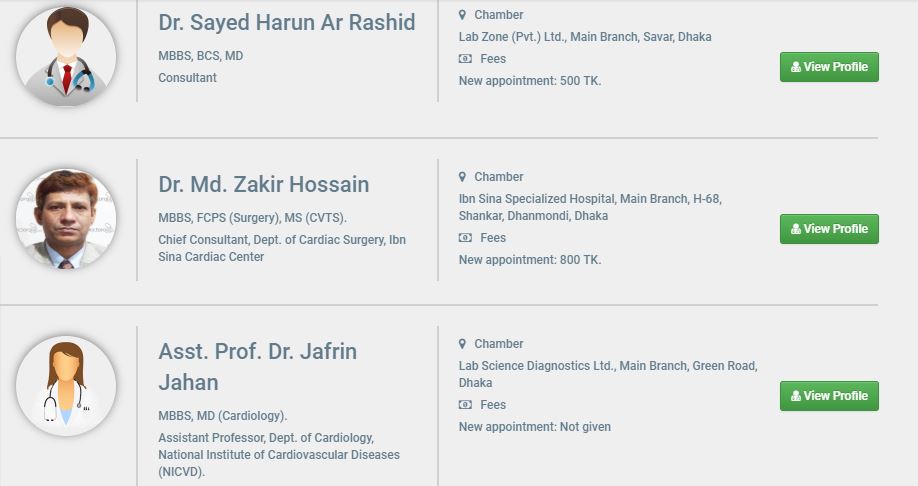 Dr. Sayed Harun Ar Rashid
MBBS, BCS, MD
Consultant
Chamber
Lab Zone (Pvt.) Ltd., Main Branch, Savar, Dhaka
Fees
New appointment: 500 TK.
View Profile
Dr. Md. Zakir Hossain
MBBS, FCPS (Surgery), MS (CVTS).
Chief Consultant, Dept. of Cardiac Surgery, Ibn
Sina Cardiac Center
Chamber
Ibn Sina Specialized Hospital, Main Branch, H-68,
Shankar, Dhanmondi, Dhaka
Fees
New appointment: 800 TK.
View Profile
Asst. Prof. Dr. Jafrin
Jahan
MBBS, MD (Cardiology).
Assistant Professor, Dept. of Cardiology,
National Institute of Cardiovascular Diseases
(NICVD).
Chamber
Lab Science Diagnostics Ltd., Main Branch, Green Road,
Dhaka
Fees
New appointment: Not given
View Profile